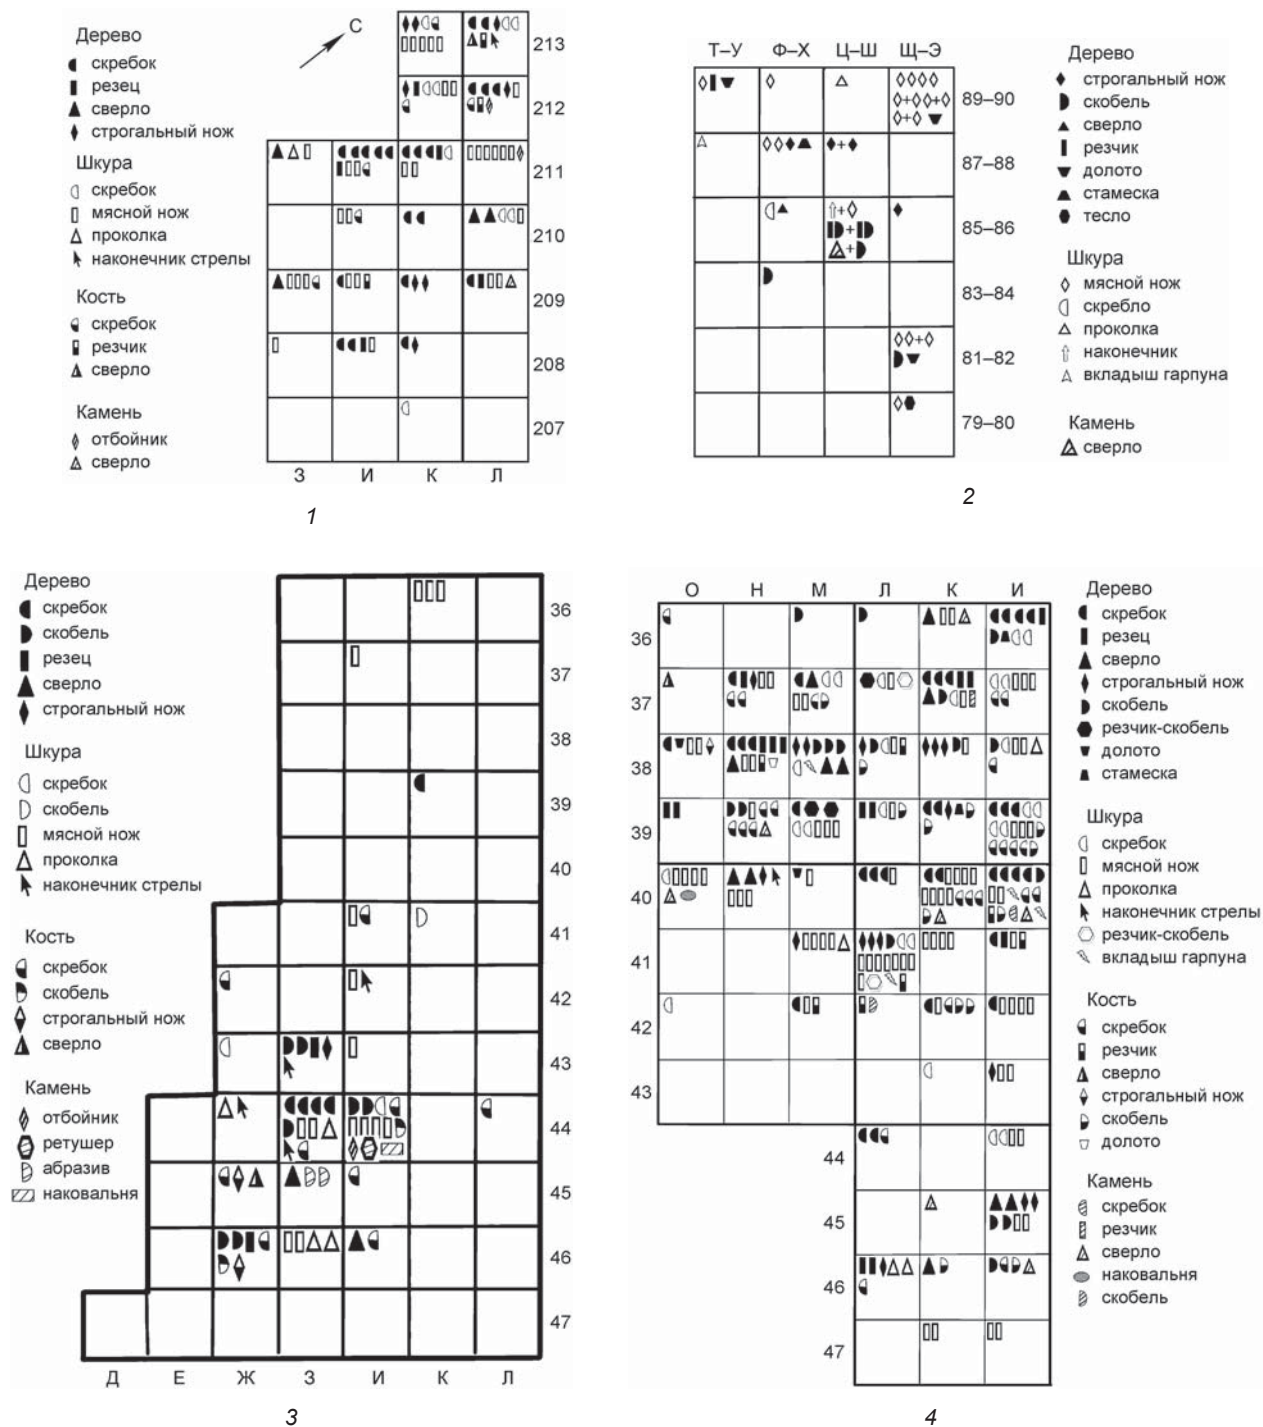 Дерево
скребок
резец
сверло
строгальный нож
Шкура
скребок
мясной нож
проколка
наконечник стрелы
Кость
скребок
резчик
сверло
Камень
отбойник
сверло
С
213
212
211
210
209
208
207
З И К Л
1
Т–У Ф–Х Ц–Ш Щ–Э
89–90
87–88
85–86
83–84
81–82
79–80
Дерево
строгальный нож
скобель
сверло
резчик
долото
стамеска
тесло
Шкура
мясной нож
скребло
проколка
наконечник
вкладыш гарпуна
Камень
сверло
2
Дерево
скребок
скобель
резец
сверло
строгальный нож
Шкура
скребок
скобель
мясной нож
проколка
наконечник стрелы
Кость
скребок
скобель
строгальный нож
сверло
Камень
отбойник
ретушер
абразив
наковальня
36
37
38
39
40
41
42
43
44
45
46
47
Д Е Ж З И К Л
3
О Н М Л К И
36
37
38
39
40
41
42
43
44
45
46
47
Дерево
скребок
резец
сверло
строгальный нож
скобель
резчик-скобель
долото
стамеска
Шкура
скребок
мясной нож
проколка
наконечник стрелы
резчик-скобель
вкладыш гарпуна
Кость
скребок
резчик
сверло
строгальный нож
скобель
долото
Камень
скребок
резчик
сверло
наковальня
скобель
4